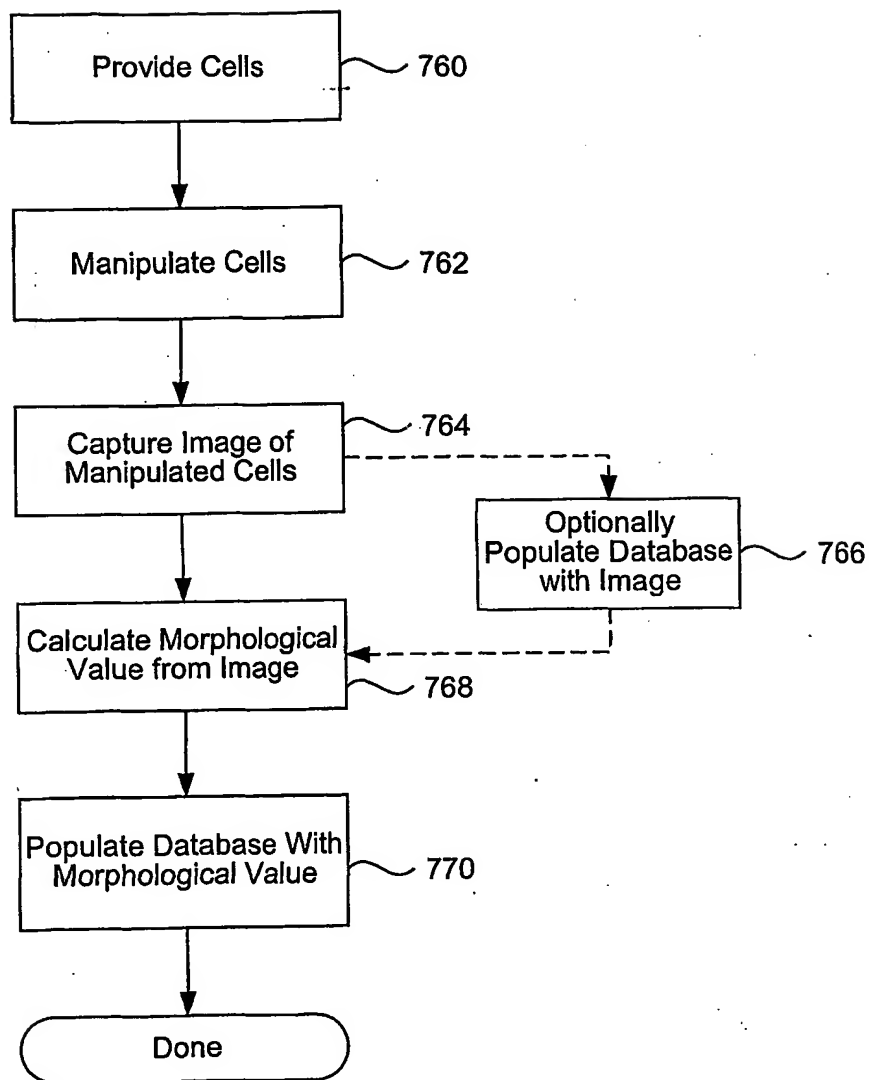 Provide Cells
760
Manipulate Cells
762
Capture Image of
Manipulated Cells
764
Optionally
Populate Database
with Image
766
Calculate Morphological
Value from Image
768
Populate Database With
Morphological Value
770
Done